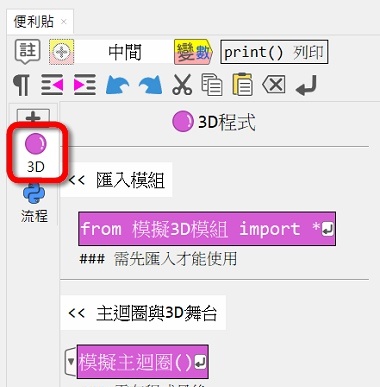 便利貼 ×
註 中間 變數 print() 列印
3D程式
3D
流程
<< 匯入模組
from 模擬3D模組 import *
### 需先匯入才能使用
<< 主迴圈與3D舞台
模擬主迴圈()